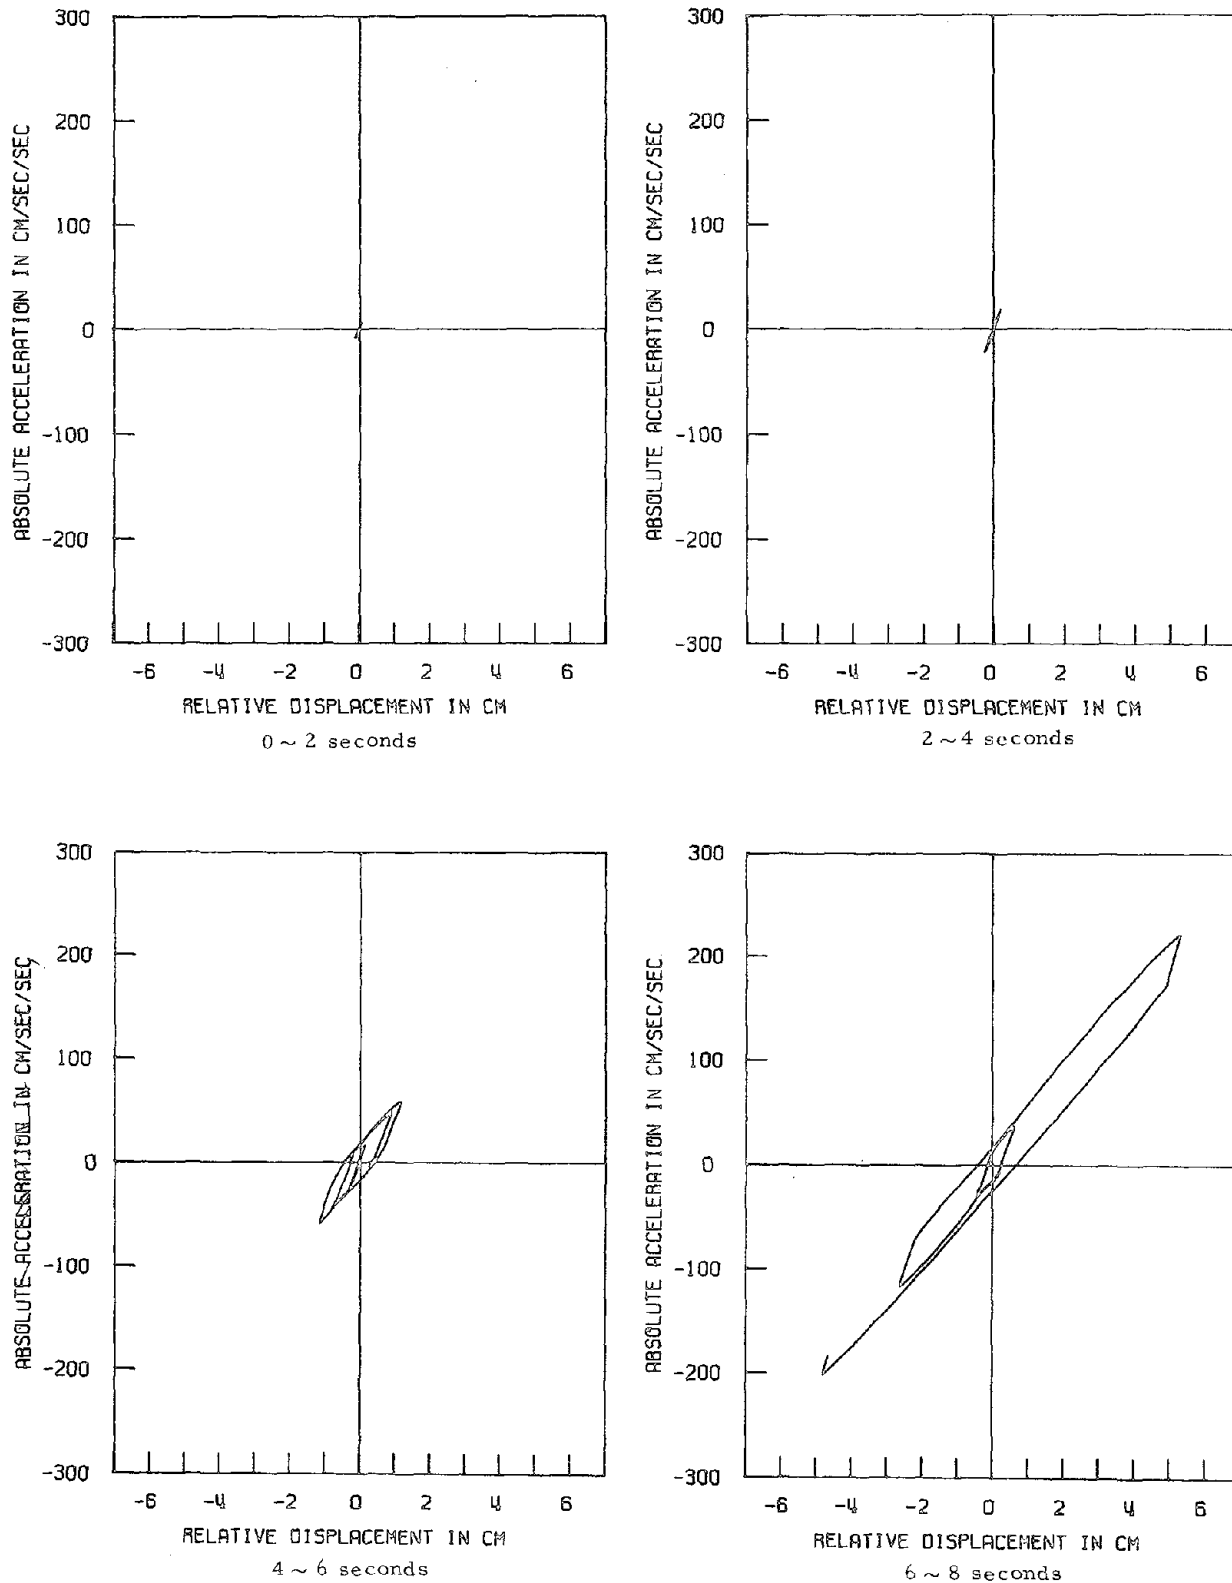 300
200
100
0
-100
-200
-300
ABSOLUTE ACCELERATION IN CM/SEC/SEC
-6 -4 -2 0 2 4 6
RELATIVE DISPLACEMENT IN CM
0 ~ 2 seconds
300
200
100
0
-100
-200
-300
ABSOLUTE ACCELERATION IN CM/SEC/SEC
-6 -4 -2 0 2 4 6
RELATIVE DISPLACEMENT IN CM
2 ~ 4 seconds
300
200
100
0
-100
-200
-300
ABSOLUTE ACCELERATION IN CM/SEC/SEC
-6 -4 -2 0 2 4 6
RELATIVE DISPLACEMENT IN CM
4 ~ 6 seconds
300
200
100
0
-100
-200
-300
ABSOLUTE ACCELERATION IN CM/SEC/SEC
-6 -4 -2 0 2 4 6
RELATIVE DISPLACEMENT IN CM
6 ~ 8 seconds